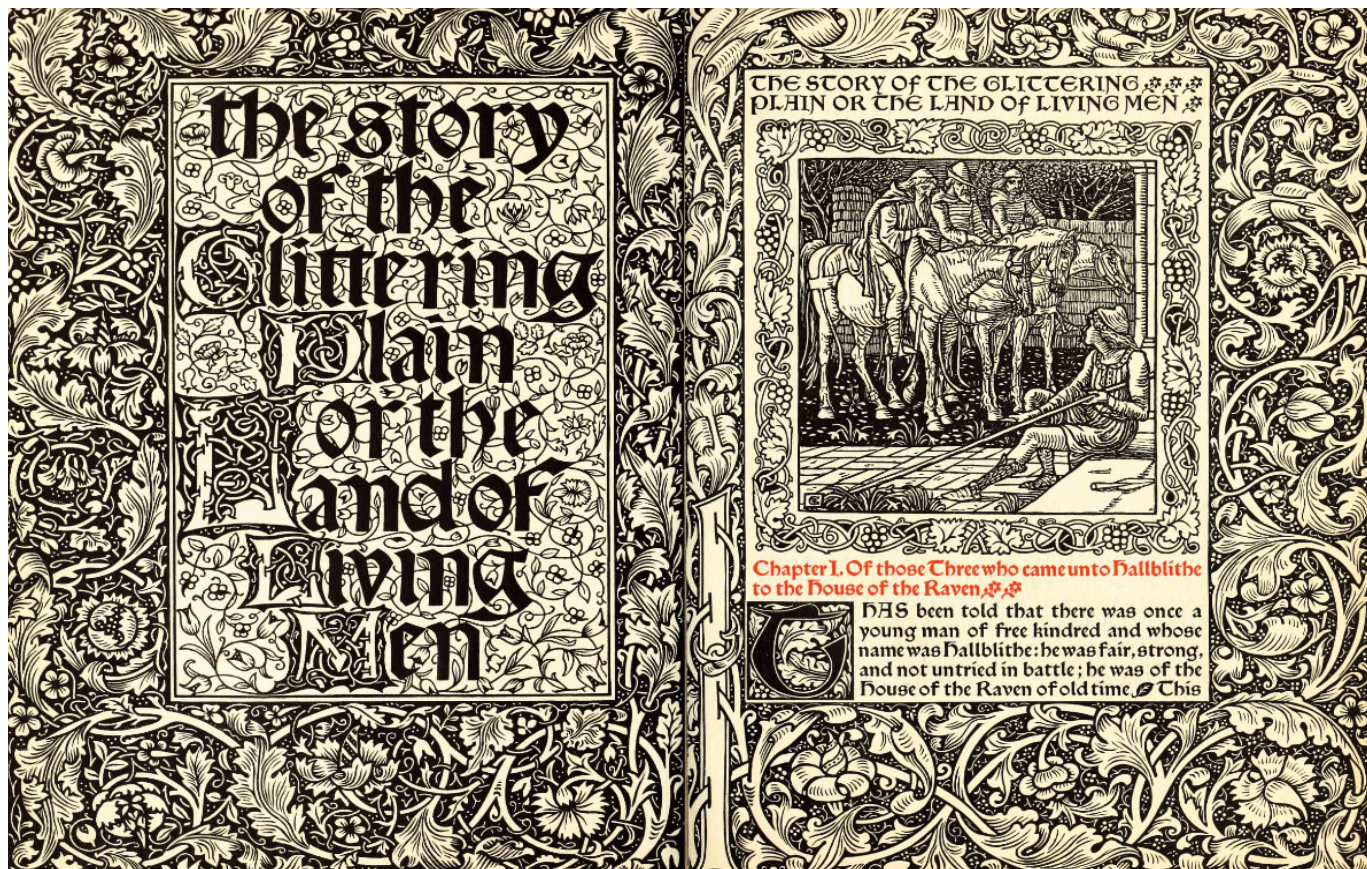 the story
of the
Glittering
Plain
or the
Land of
Living
Men
THE STORY OF THE GLITTERING
PLAIN OR THE LAND OF LIVING MEN
Chapter I. Of those Three who came unto Hallblithe
to the House of the Raven
IT HAS been told that there was once a
young man of free kindred and whose
name was Hallblithe: he was fair, strong,
and not untried in battle; he was of the
House of the Raven of old time. This